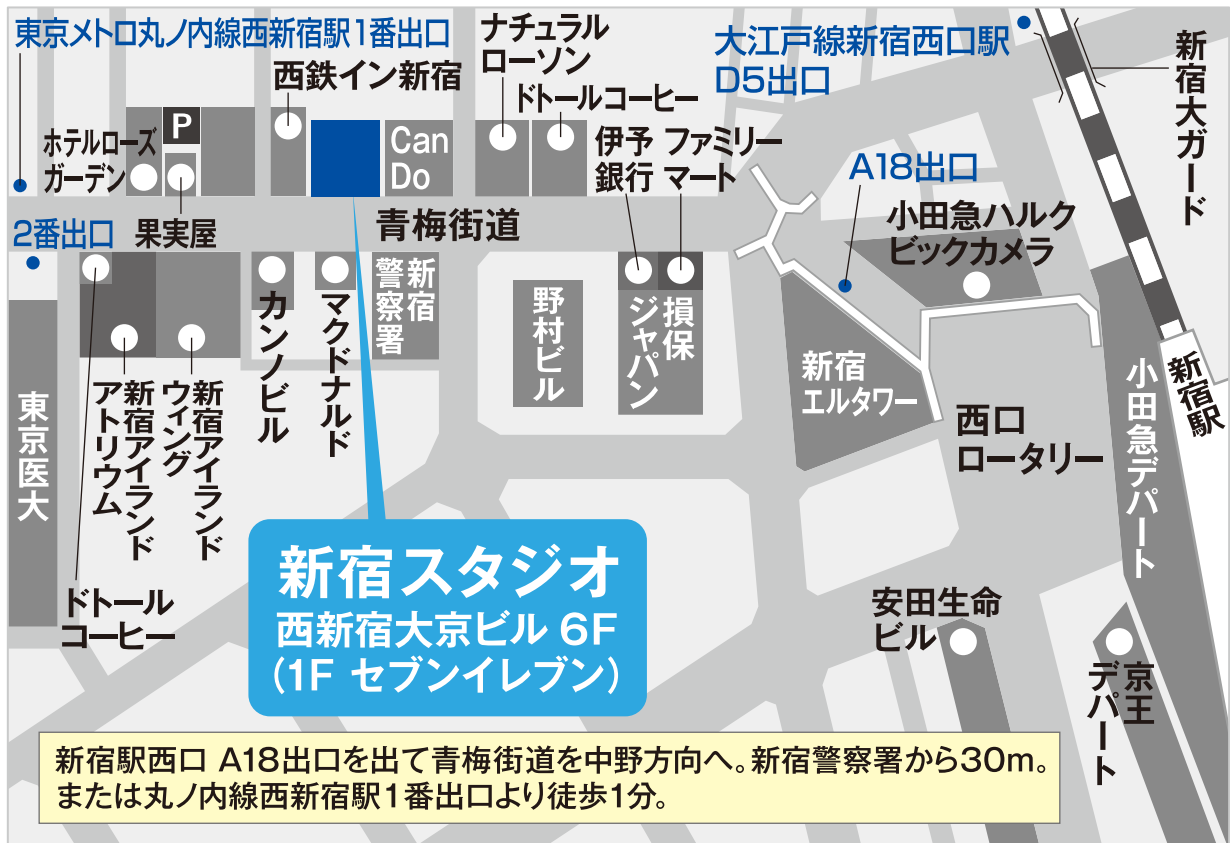 東京メトロ丸ノ内線西新宿駅1番出口
西鉄イン新宿
ナチュラル
ローソン
ドトールコーヒー
大江戸線新宿西口駅
D5出口
新宿大ガード
P
ホテルローズ
ガーデン
Can
Do
伊予
銀行
ファミリー
マート
A18出口
小田急ハルク
ビックカメラ
2番出口
果実屋
青梅街道
新宿
警察署
カンノビル
マクドナルド
野村ビル
損保
ジャパン
新宿
エルタワー
西口
ロータリー
小田急デパート
新宿駅
東京医大
新宿アイランド
アトリウム
新宿アイランド
ウィング
ドトール
コーヒー
新宿スタジオ
西新宿大京ビル 6F
(1F セブンイレブン)
安田生命
ビル
京王
デパート
新宿駅西口 A18出口を出て青梅街道を中野方向へ。新宿警察署から30m。
または丸ノ内線西新宿駅1番出口より徒歩1分。